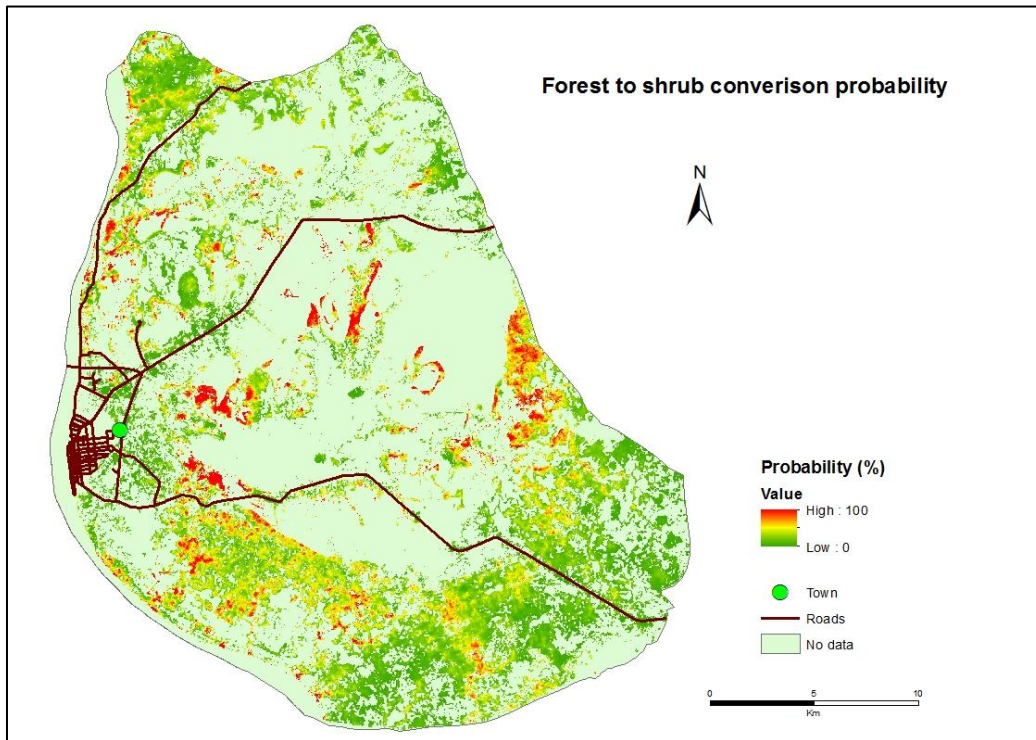 Forest to shrub converison probability
N
Probability (%)
Value
High : 100
Low : 0
Town
Roads
No data
0 5 10
Km